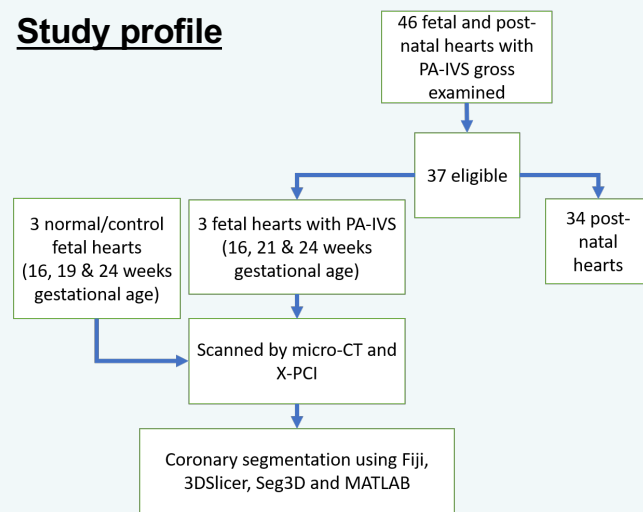 Study profile
46 fetal and post-
natal hearts with
PA-IVS gross
examined
37 eligible
3 normal/control
fetal hearts
(16, 19 & 24 weeks
gestational age)
3 fetal hearts with PA-IVS
(16, 21 & 24 weeks
gestational age)
34 post-
natal
hearts
Scanned by micro-CT and
X-PCI
Coronary segmentation using Fiji,
3DSlicer, Seg3D and MATLAB